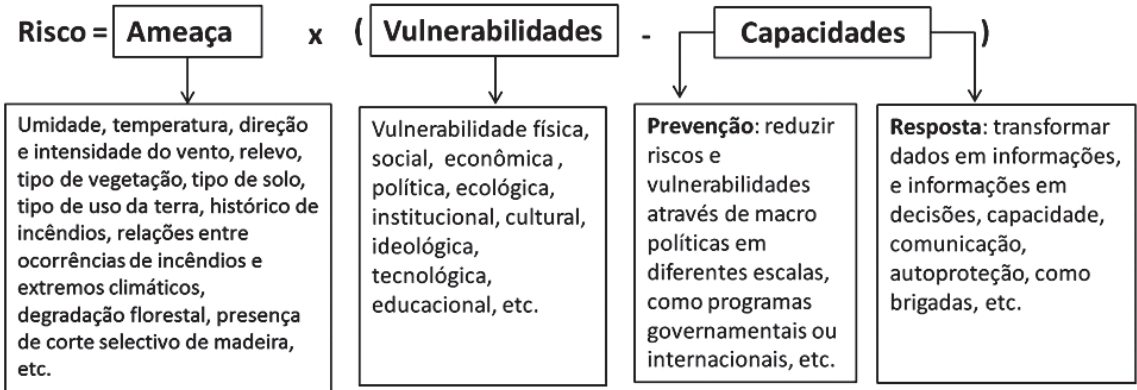 Risco = Ameaça x ( Vulnerabilidades - Capacidades )
Umidade, temperatura, direção
e intensidade do vento, relevo,
tipo de vegetação, tipo de solo,
tipo de uso da terra, histórico de
incêndios, relações entre
ocorrências de incêndios e
extremos climáticos,
degradação florestal, presença
de corte selectivo de madeira,
etc.
Vulnerabilidade física,
social, econômica ,
política, ecológica,
institucional, cultural,
ideológica,
tecnológica,
educacional, etc.
Prevenção: reduzir
riscos e
vulnerabilidades
através de macro
políticas em
diferentes escalas,
como programas
governamentais ou
internacionais, etc.
Resposta: transformar
dados em informações,
e informações em
decisões, capacidade,
comunicação,
autoproteção, como
brigadas, etc.